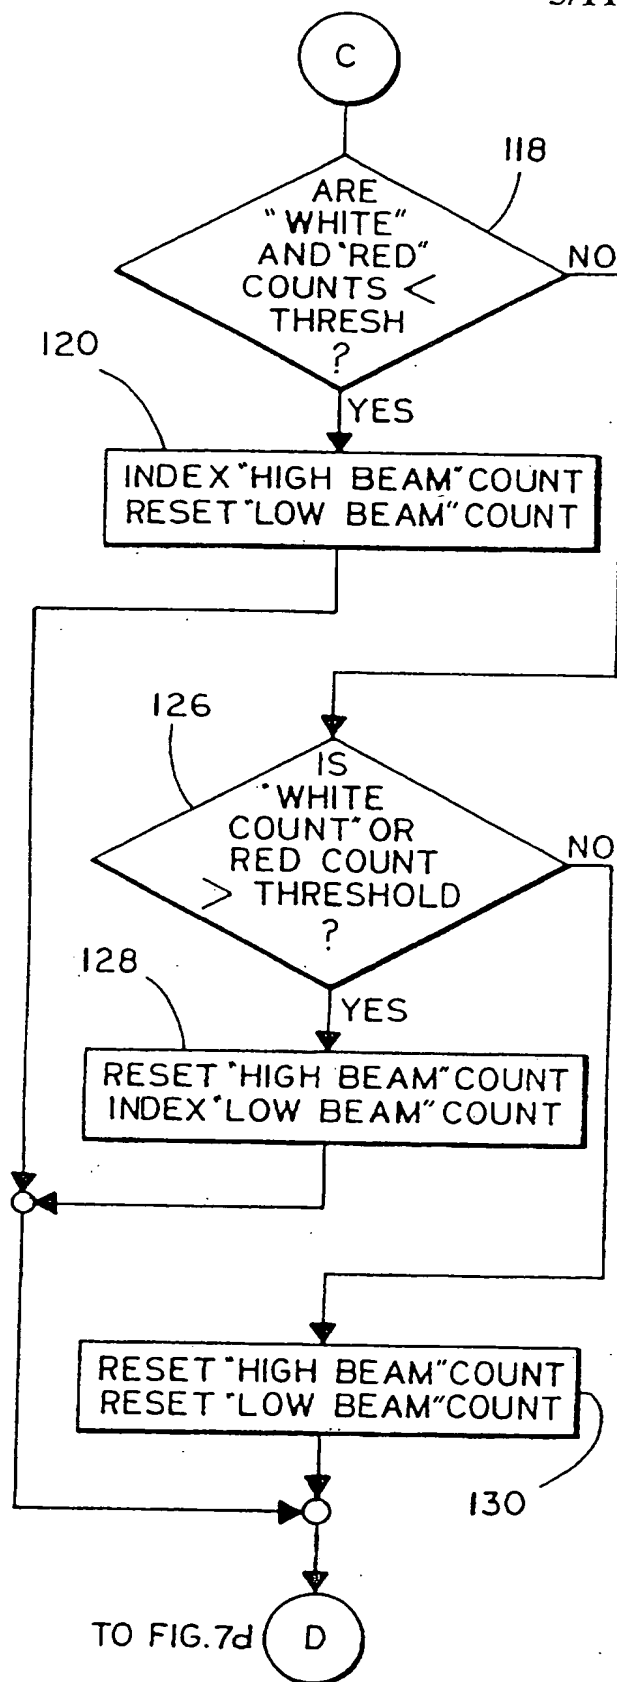 C
118
ARE
"WHITE"
AND "RED"
COUNTS <
THRESH
?
NO
120
YES
INDEX "HIGH BEAM" COUNT
RESET "LOW BEAM" COUNT
126
IS
"WHITE
COUNT" OR
RED COUNT
> THRESHOLD
?
NO
128
YES
RESET "HIGH BEAM" COUNT
INDEX "LOW BEAM" COUNT
RESET "HIGH BEAM" COUNT
RESET "LOW BEAM" COUNT
130
TO FIG.7d
D